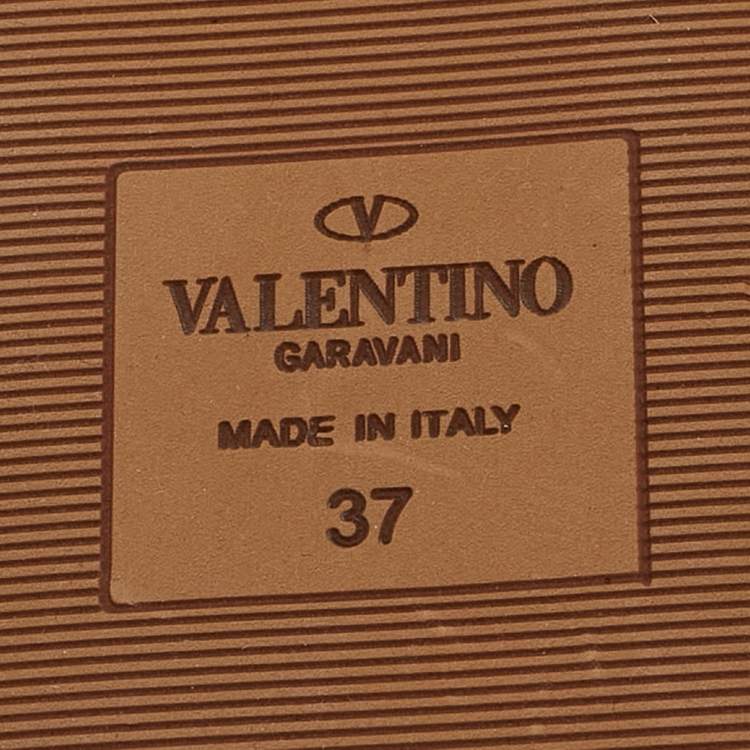 V
VALENTINO
GARAVANI
MADE IN ITALY
37